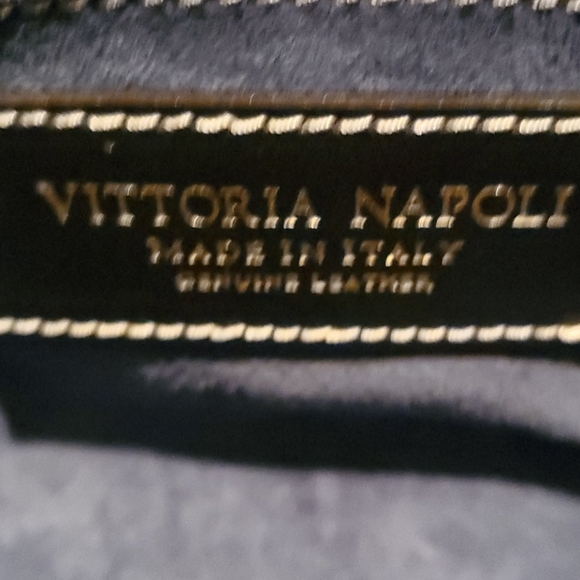 VITTORIA NAPOLI
MADE IN ITALY
GENUINE LEATHER